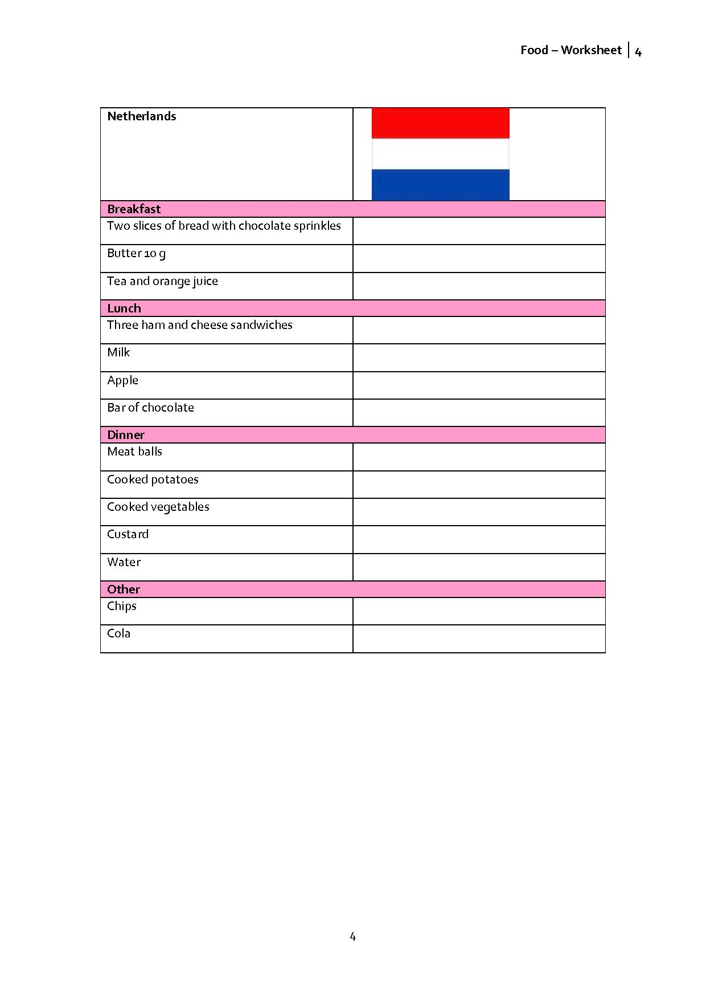 Food – Worksheet 4
Netherlands
Breakfast
Two slices of bread with chocolate sprinkles
Butter 10 g
Tea and orange juice
Lunch
Three ham and cheese sandwiches
Milk
Apple
Bar of chocolate
Dinner
Meat balls
Cooked potatoes
Cooked vegetables
Custard
Water
Other
Chips
Cola
4